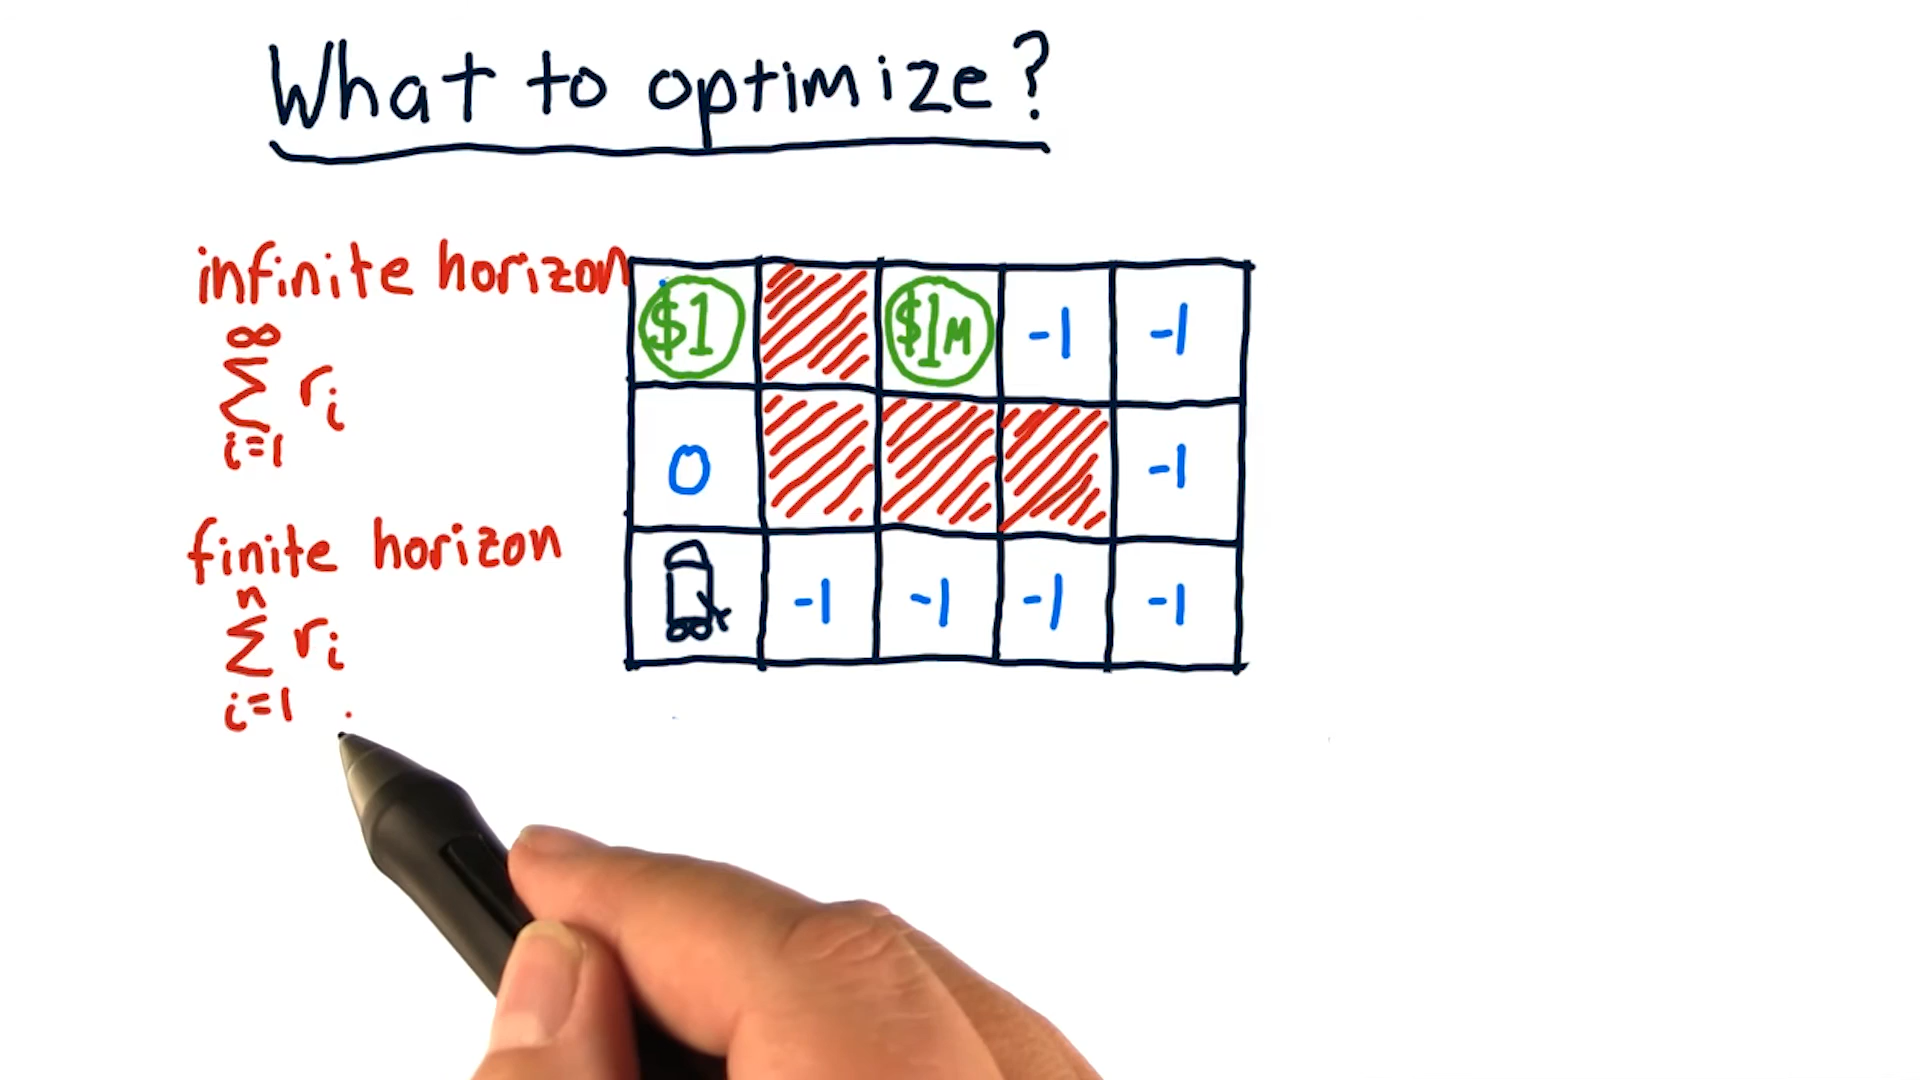 What to optimize?
infinite horizon
∞
Σ rᵢ
i=1
finite horizon
n
Σ rᵢ
i=1
$1 $1M -1 -1
0 -1
-1 -1 -1 -1